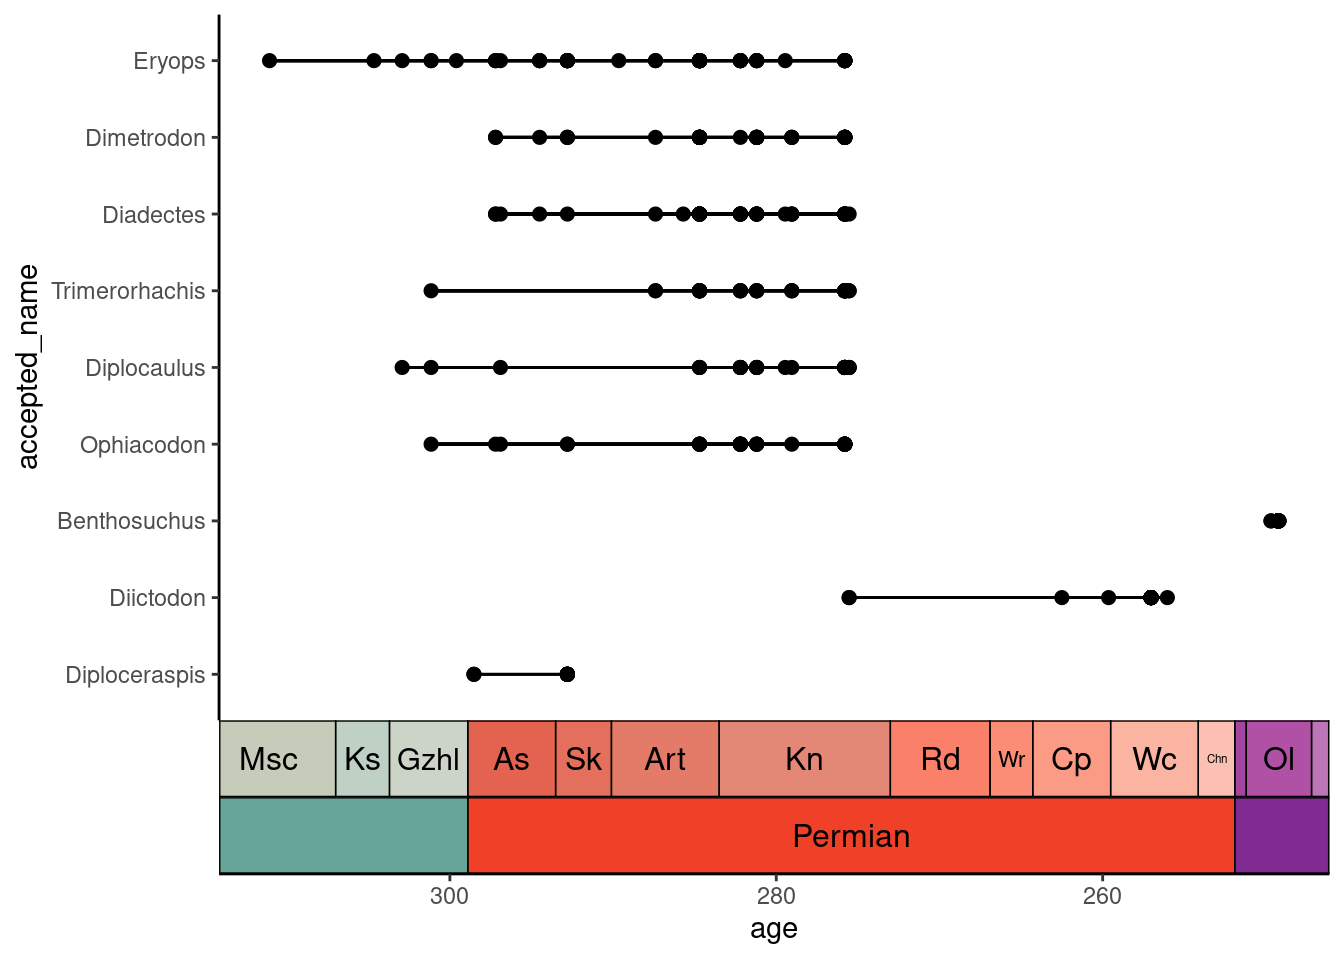 accepted_name
Eryops
Dimetrodon
Diadectes
Trimerorhachis
Diplocaulus
Ophiacodon
Benthosuchus
Diictodon
Diploceraspis
Msc Ks Gzhl As Sk Art Kn Rd Wr Cp Wc Chn Ol
Permian
300 280 260
age